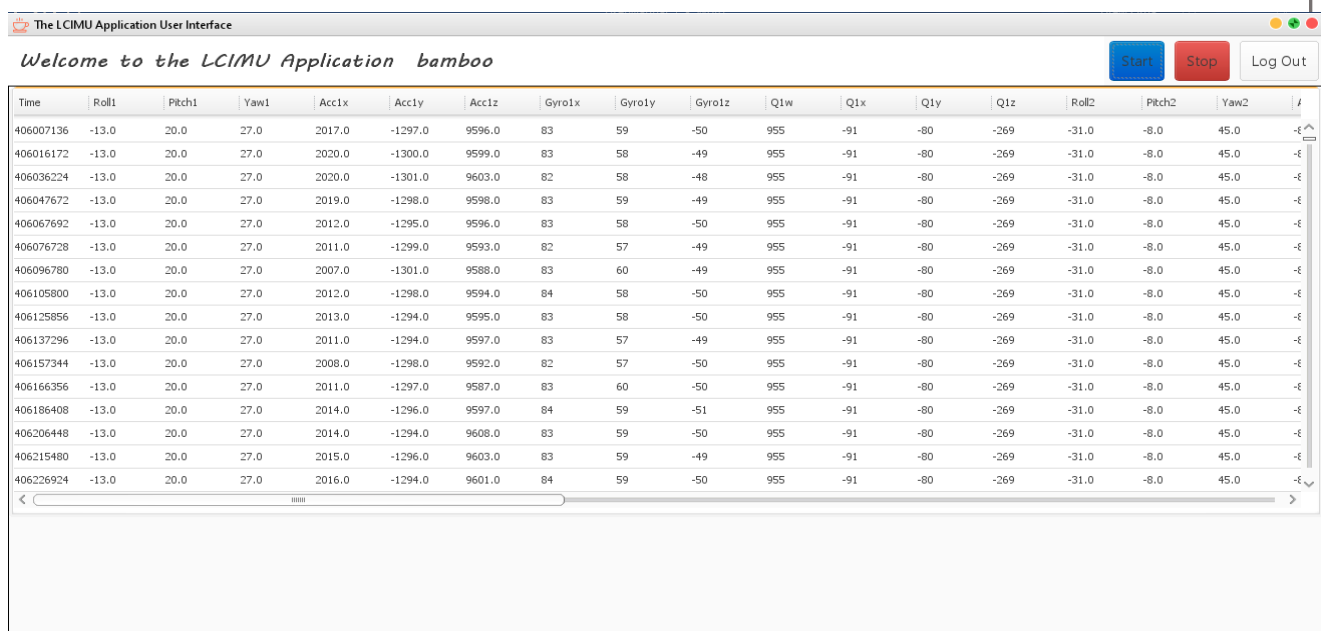 The LCIMU Application User Interface
Welcome to the LCIMU Application bamboo
Start Stop Log Out
Time Roll1 Pitch1 Yaw1 Acc1x Acc1y Acc1z Gyro1x Gyro1y Gyro1z Q1w Q1x Q1y Q1z Roll2 Pitch2 Yaw2
406007136 -13.0 20.0 27.0 2017.0 -1297.0 9596.0 83 59 -50 955 -91 -80 -269 -31.0 -8.0 45.0
406016172 -13.0 20.0 27.0 2020.0 -1300.0 9599.0 83 58 -49 955 -91 -80 -269 -31.0 -8.0 45.0
406036224 -13.0 20.0 27.0 2020.0 -1301.0 9603.0 82 58 -48 955 -91 -80 -269 -31.0 -8.0 45.0
406047672 -13.0 20.0 27.0 2019.0 -1298.0 9598.0 83 59 -49 955 -91 -80 -269 -31.0 -8.0 45.0
406067692 -13.0 20.0 27.0 2012.0 -1295.0 9596.0 83 58 -50 955 -91 -80 -269 -31.0 -8.0 45.0
406076728 -13.0 20.0 27.0 2011.0 -1299.0 9593.0 82 57 -49 955 -91 -80 -269 -31.0 -8.0 45.0
406096780 -13.0 20.0 27.0 2007.0 -1301.0 9588.0 83 60 -49 955 -91 -80 -269 -31.0 -8.0 45.0
406105800 -13.0 20.0 27.0 2012.0 -1298.0 9594.0 84 58 -50 955 -91 -80 -269 -31.0 -8.0 45.0
406125856 -13.0 20.0 27.0 2013.0 -1294.0 9595.0 83 58 -50 955 -91 -80 -269 -31.0 -8.0 45.0
406137296 -13.0 20.0 27.0 2011.0 -1294.0 9597.0 83 57 -49 955 -91 -80 -269 -31.0 -8.0 45.0
406157344 -13.0 20.0 27.0 2008.0 -1298.0 9592.0 82 57 -50 955 -91 -80 -269 -31.0 -8.0 45.0
406166356 -13.0 20.0 27.0 2011.0 -1297.0 9587.0 83 60 -50 955 -91 -80 -269 -31.0 -8.0 45.0
406186408 -13.0 20.0 27.0 2014.0 -1296.0 9597.0 84 59 -51 955 -91 -80 -269 -31.0 -8.0 45.0
406206448 -13.0 20.0 27.0 2014.0 -1294.0 9608.0 83 59 -50 955 -91 -80 -269 -31.0 -8.0 45.0
406215480 -13.0 20.0 27.0 2015.0 -1296.0 9603.0 83 59 -49 955 -91 -80 -269 -31.0 -8.0 45.0
406226924 -13.0 20.0 27.0 2016.0 -1294.0 9601.0 84 59 -50 955 -91 -80 -269 -31.0 -8.0 45.0